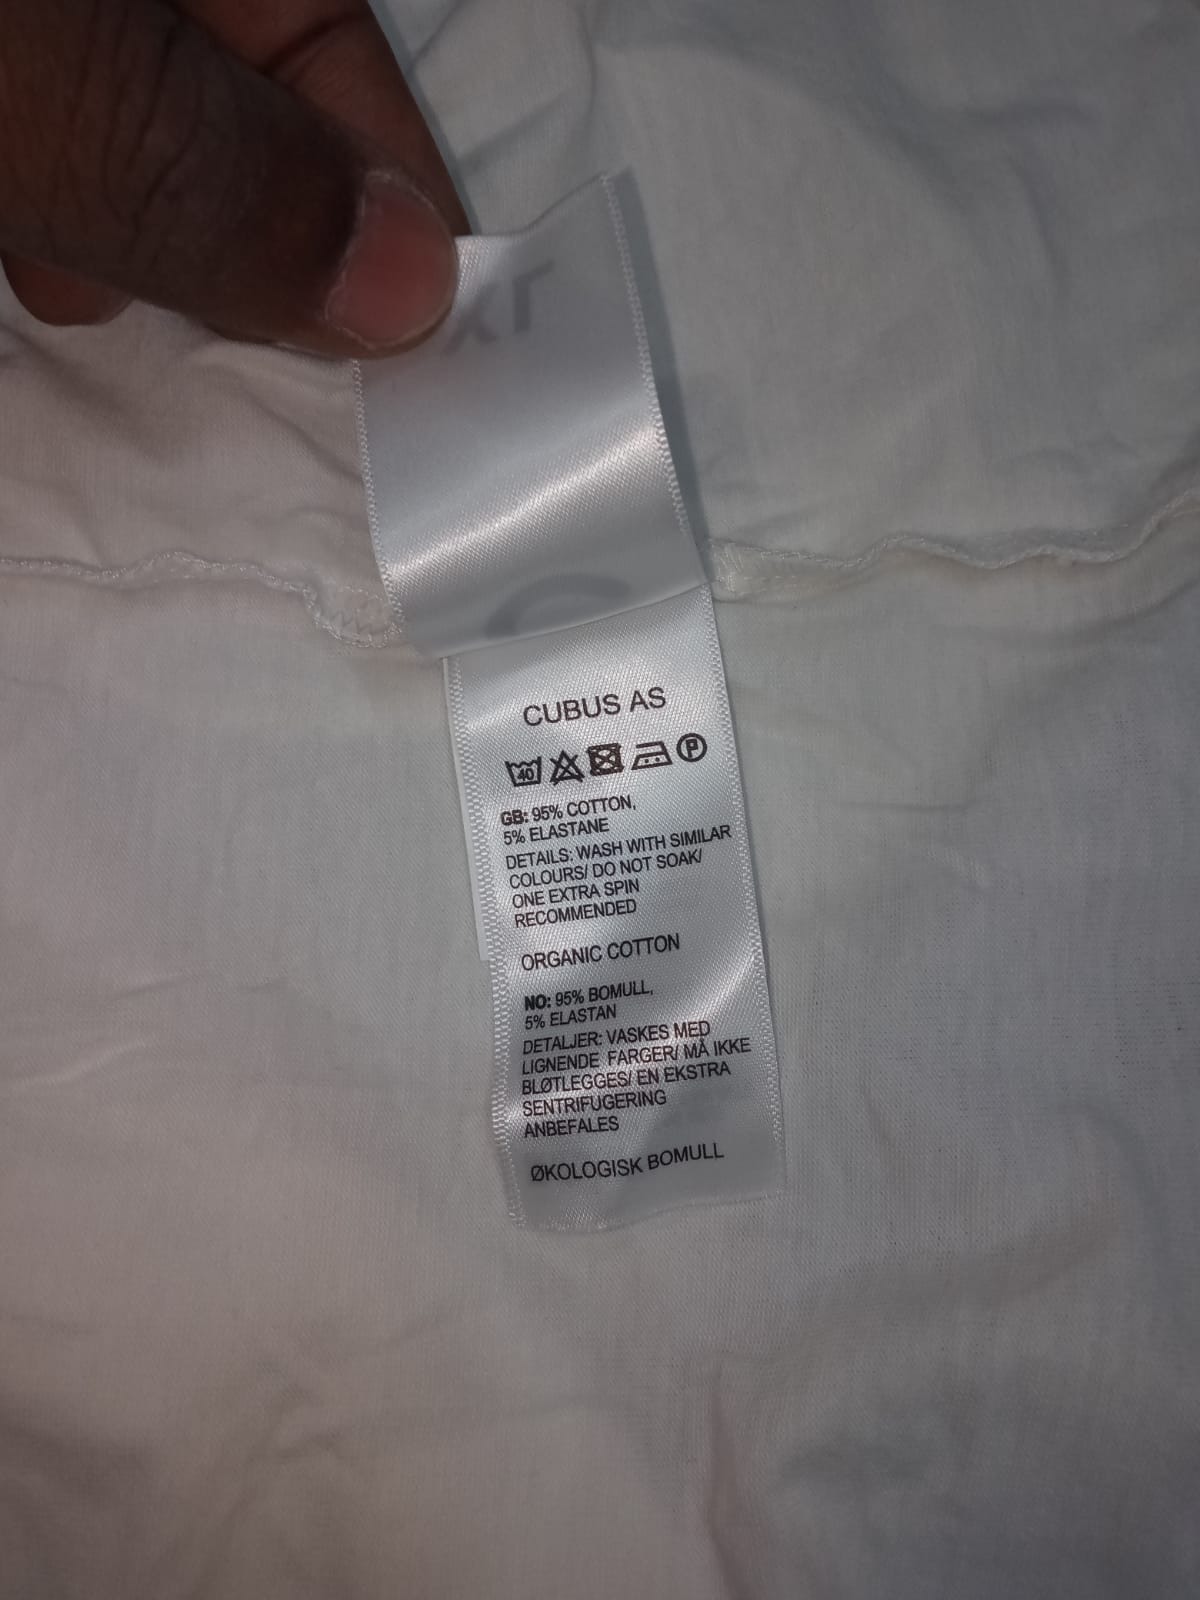 CUBUS AS
40 P
GB: 95% COTTON,
5% ELASTANE
DETAILS: WASH WITH SIMILAR
COLOURS/ DO NOT SOAK/
ONE EXTRA SPIN
RECOMMENDED
ORGANIC COTTON
NO: 95% BOMULL,
5% ELASTAN
DETALJER: VASKES MED
LIGNENDE FARGER/ MÅ IKKE
BLØTLEGGES/ EN EKSTRA
SENTRIFUGERING
ANBEFALES
ØKOLOGISK BOMULL